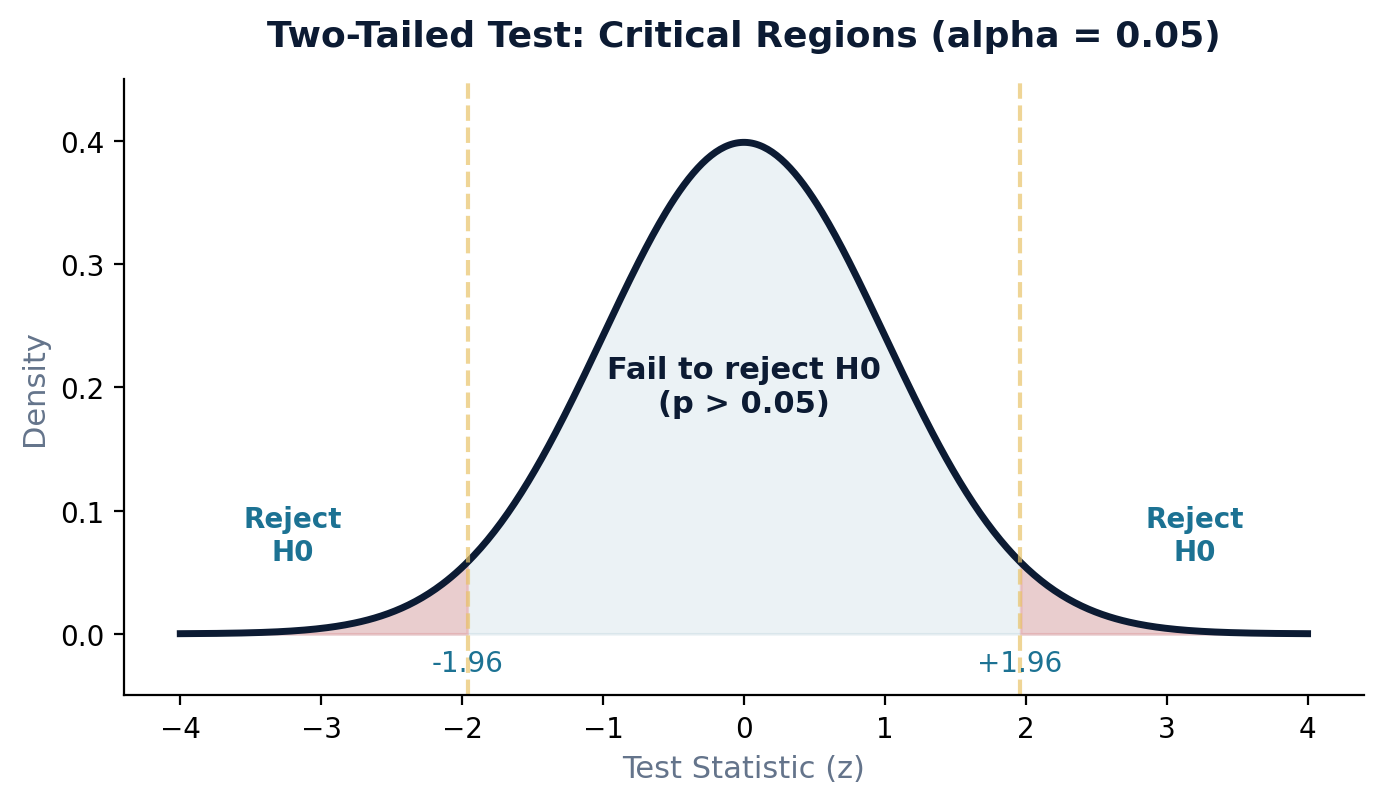 Two-Tailed Test: Critical Regions (alpha = 0.05)
Density
0.4
0.3
0.2
0.1
0.0
Fail to reject H0
(p > 0.05)
Reject
H0
Reject
H0
-1.96
+1.96
−4
−3
−2
−1
0
1
2
3
4
Test Statistic (z)